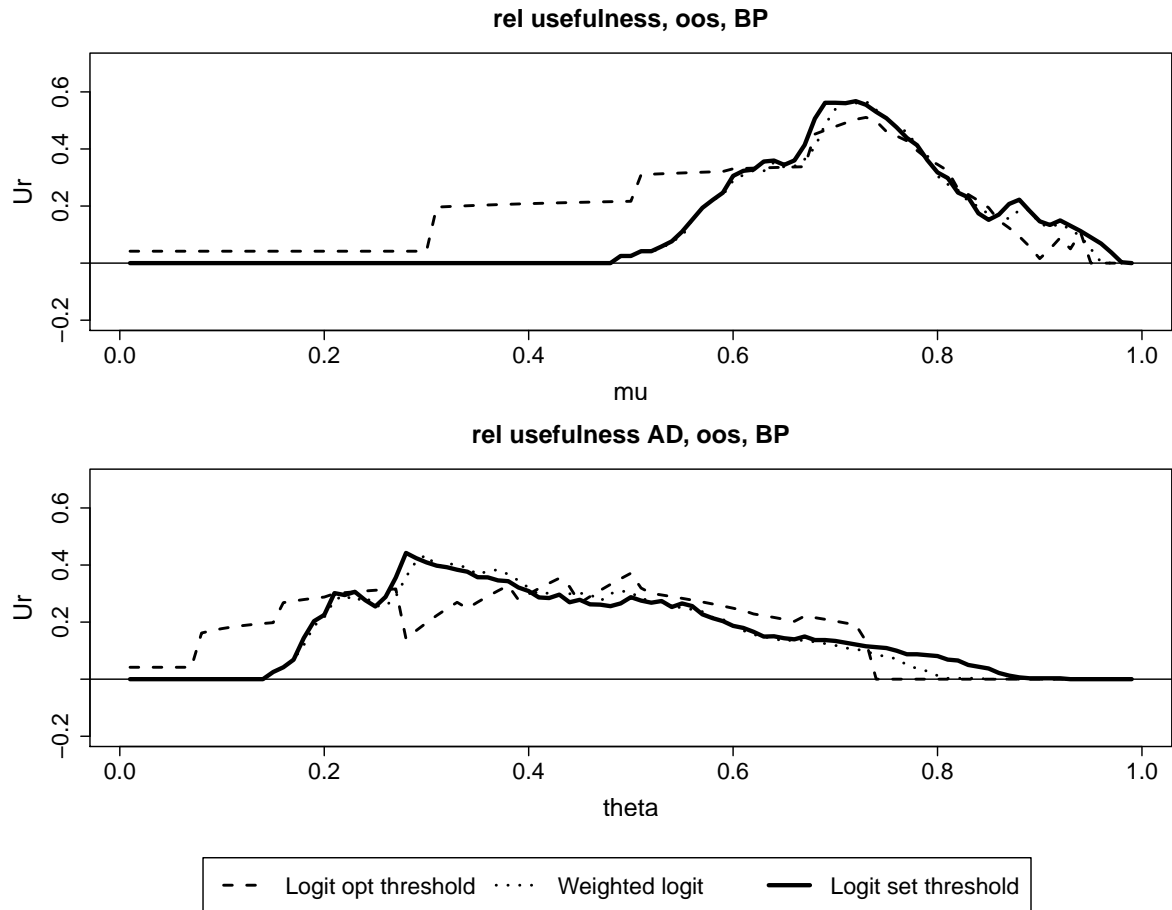 rel usefulness, oos, BP
Ur
0.6
0.2
−0.2
0.0 0.2 0.4 0.6 0.8 1.0
mu
rel usefulness AD, oos, BP
Ur
0.6
0.4
0.2
−0.2
0.0 0.2 0.4 0.6 0.8 1.0
theta
Logit opt threshold Weighted logit Logit set threshold